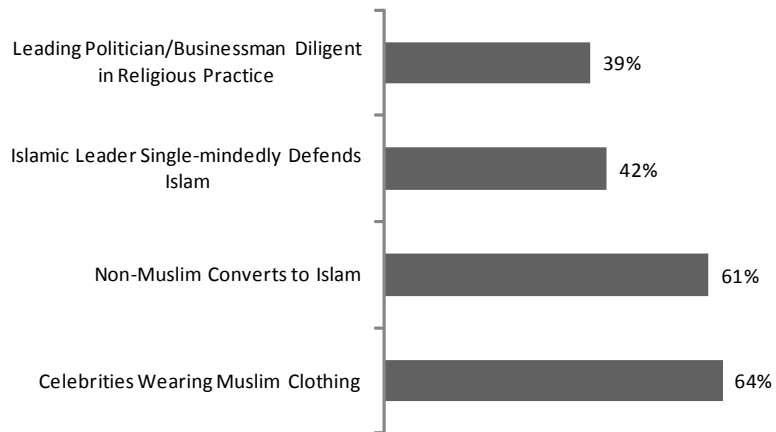 Leading Politician/Businessman Diligent
in Religious Practice
39%
Islamic Leader Single-mindedly Defends
Islam
42%
Non-Muslim Converts to Islam
61%
Celebrities Wearing Muslim Clothing
64%